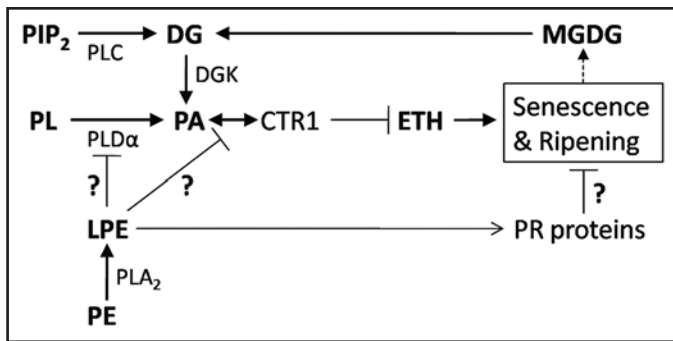 PIP₂ PLC DG MGDG
DGK
PL PLDα PA CTR1 ETH Senescence
& Ripening
? ? ?
LPE PR proteins
PLA₂
PE